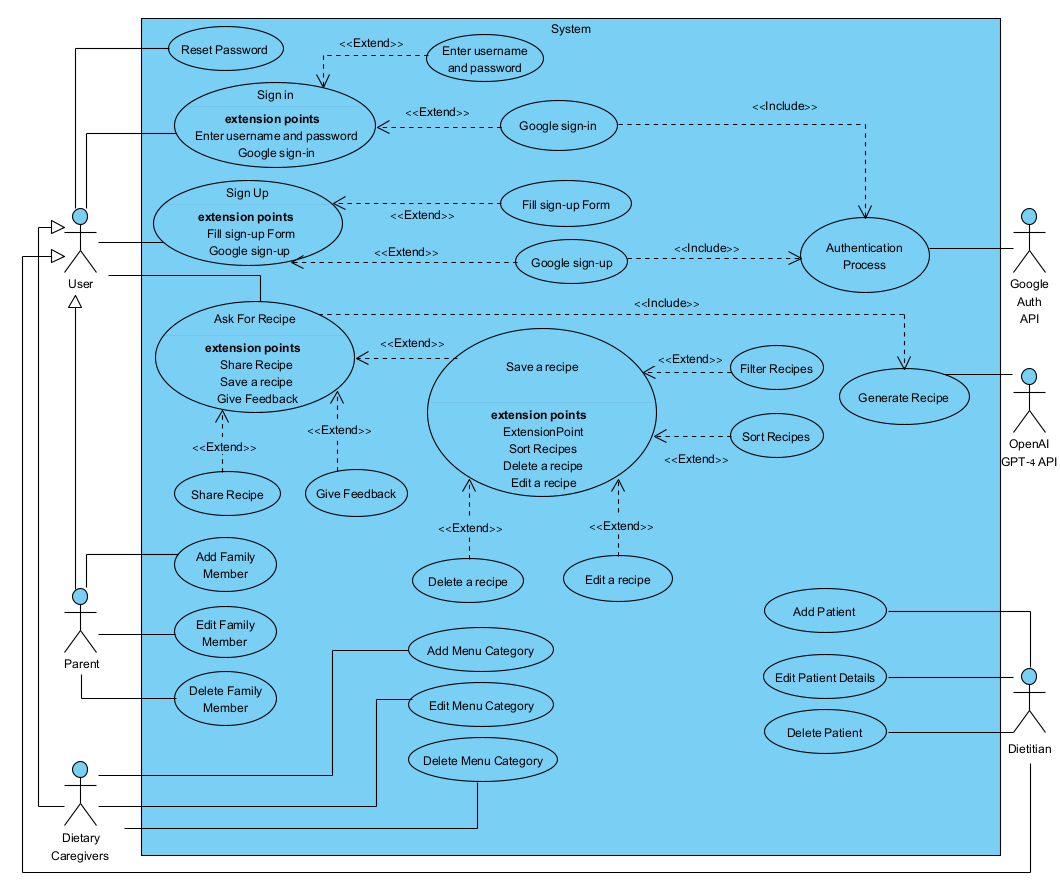 System
Reset Password
<<Extend>>
Enter username
and password
Sign in
extension points
Enter username and password
Google sign-in
<<Extend>>
Google sign-in
<<Include>>
Sign Up
extension points
Fill sign-up Form
Google sign-up
<<Extend>>
Fill sign-up Form
<<Extend>>
Google sign-up
<<Include>>
Authentication
Process
User
Google
Auth
API
<<Include>>
Ask For Recipe
extension points
Share Recipe
Save a recipe
Give Feedback
<<Extend>>
Save a recipe
extension points
ExtensionPoint
Sort Recipes
Delete a recipe
Edit a recipe
<<Extend>>
Filter Recipes
Generate Recipe
<<Extend>>
Sort Recipes
OpenAI
GPT-4 API
<<Extend>>
<<Extend>>
Share Recipe
Give Feedback
<<Extend>>
<<Extend>>
Delete a recipe
Edit a recipe
Add Family
Member
Edit Family
Member
Delete Family
Member
Parent
Add Menu Category
Edit Menu Category
Delete Menu Category
Add Patient
Edit Patient Details
Delete Patient
Dietitian
Dietary
Caregivers